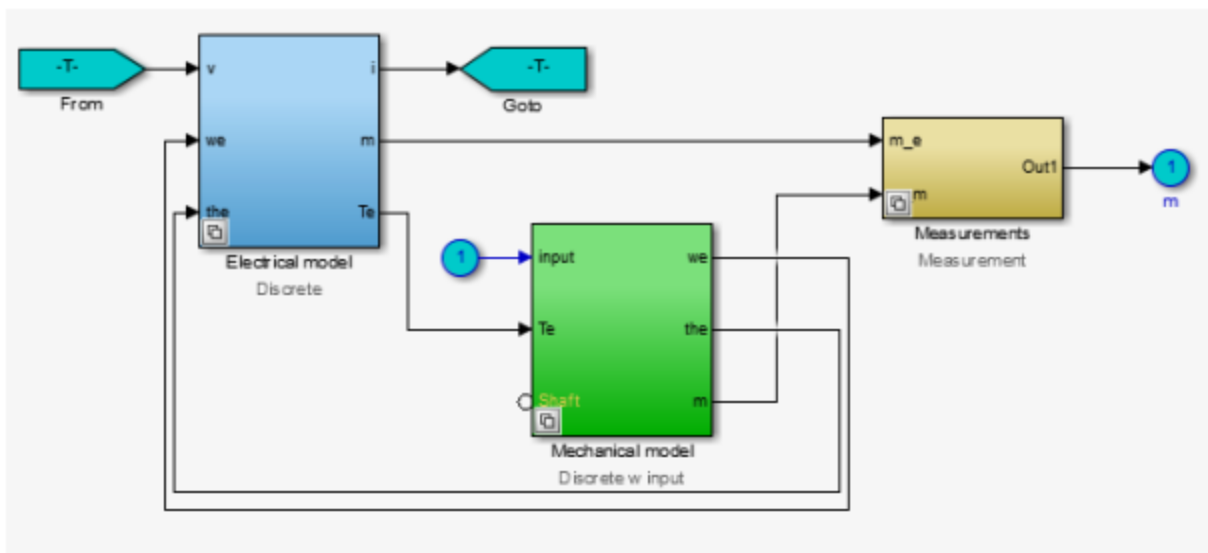 -T-
From
v
we
the
i
m
Te
Electrical model
Discrete
-T-
Goto
1
input
Te
Shaft
we
the
m
Mechanical model
Discrete w input
m_e
m
Out1
Measurements
Measurement
1
m